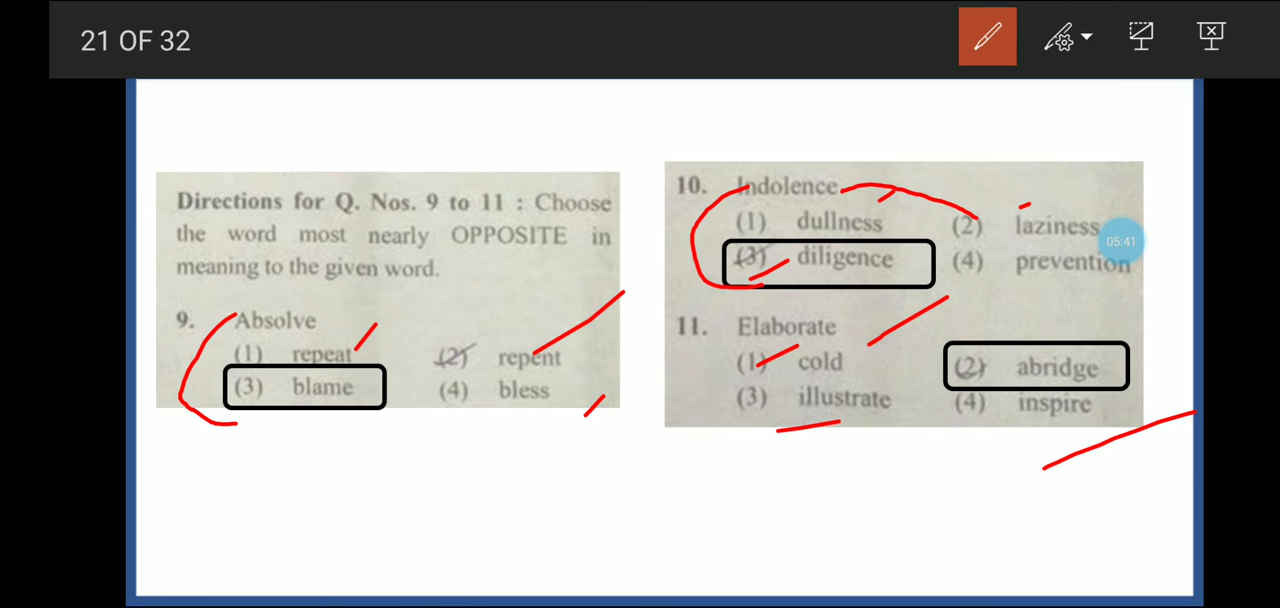 21 OF 32
Directions for Q. Nos. 9 to 11 : Choose
the word most nearly OPPOSITE in
meaning to the given word.
9. Absolve
(1) repeat (2) repent
(3) blame (4) bless
10. Indolence
(1) dullness (2) laziness
(3) diligence (4) prevention
11. Elaborate
(1) cold (2) abridge
(3) illustrate (4) inspire
05:41